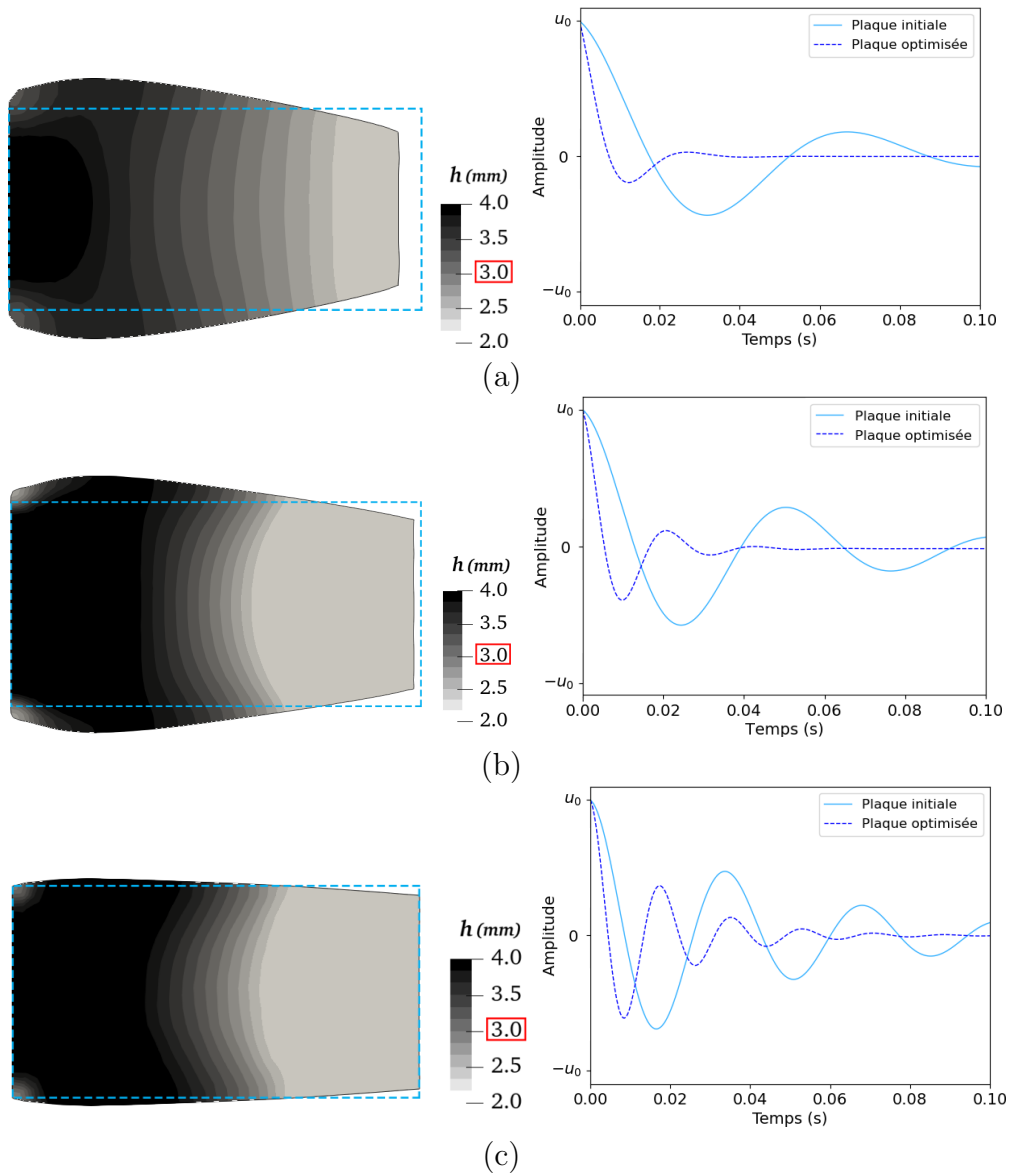 h (mm)
4.0
3.5
3.0
2.5
2.0
Amplitude
u0
0
−u0
Plaque initiale
Plaque optimisée
0.00 0.02 0.04 0.06 0.08 0.10
Temps (s)
(a)
h (mm)
4.0
3.5
3.0
2.5
2.0
Amplitude
u0
0
−u0
Plaque initiale
Plaque optimisée
0.00 0.02 0.04 0.06 0.08 0.10
Temps (s)
(b)
h (mm)
4.0
3.5
3.0
2.5
2.0
Amplitude
u0
0
−u0
Plaque initiale
Plaque optimisée
0.00 0.02 0.04 0.06 0.08 0.10
Temps (s)
(c)